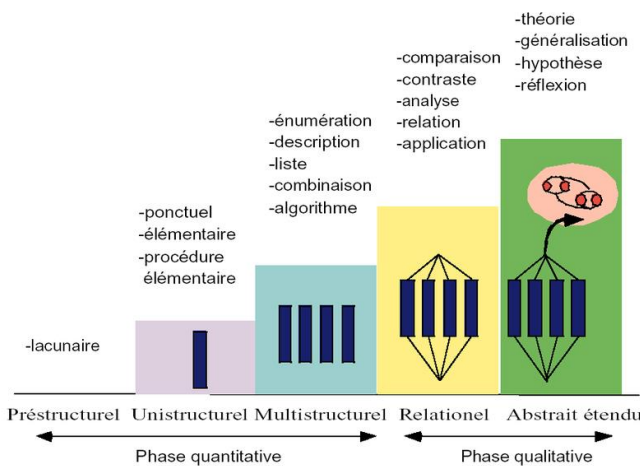 -théorie
-généralisation
-hypothèse
-réflexion
-comparaison
-contraste
-analyse
-relation
-application
-énumération
-description
-liste
-combinaison
-algorithme
-ponctuel
-élémentaire
-procédure
élémentaire
-lacunaire
Préstructurel Unistructurel Multistructurel Relationel Abstrait étendu
Phase quantitative Phase qualitative